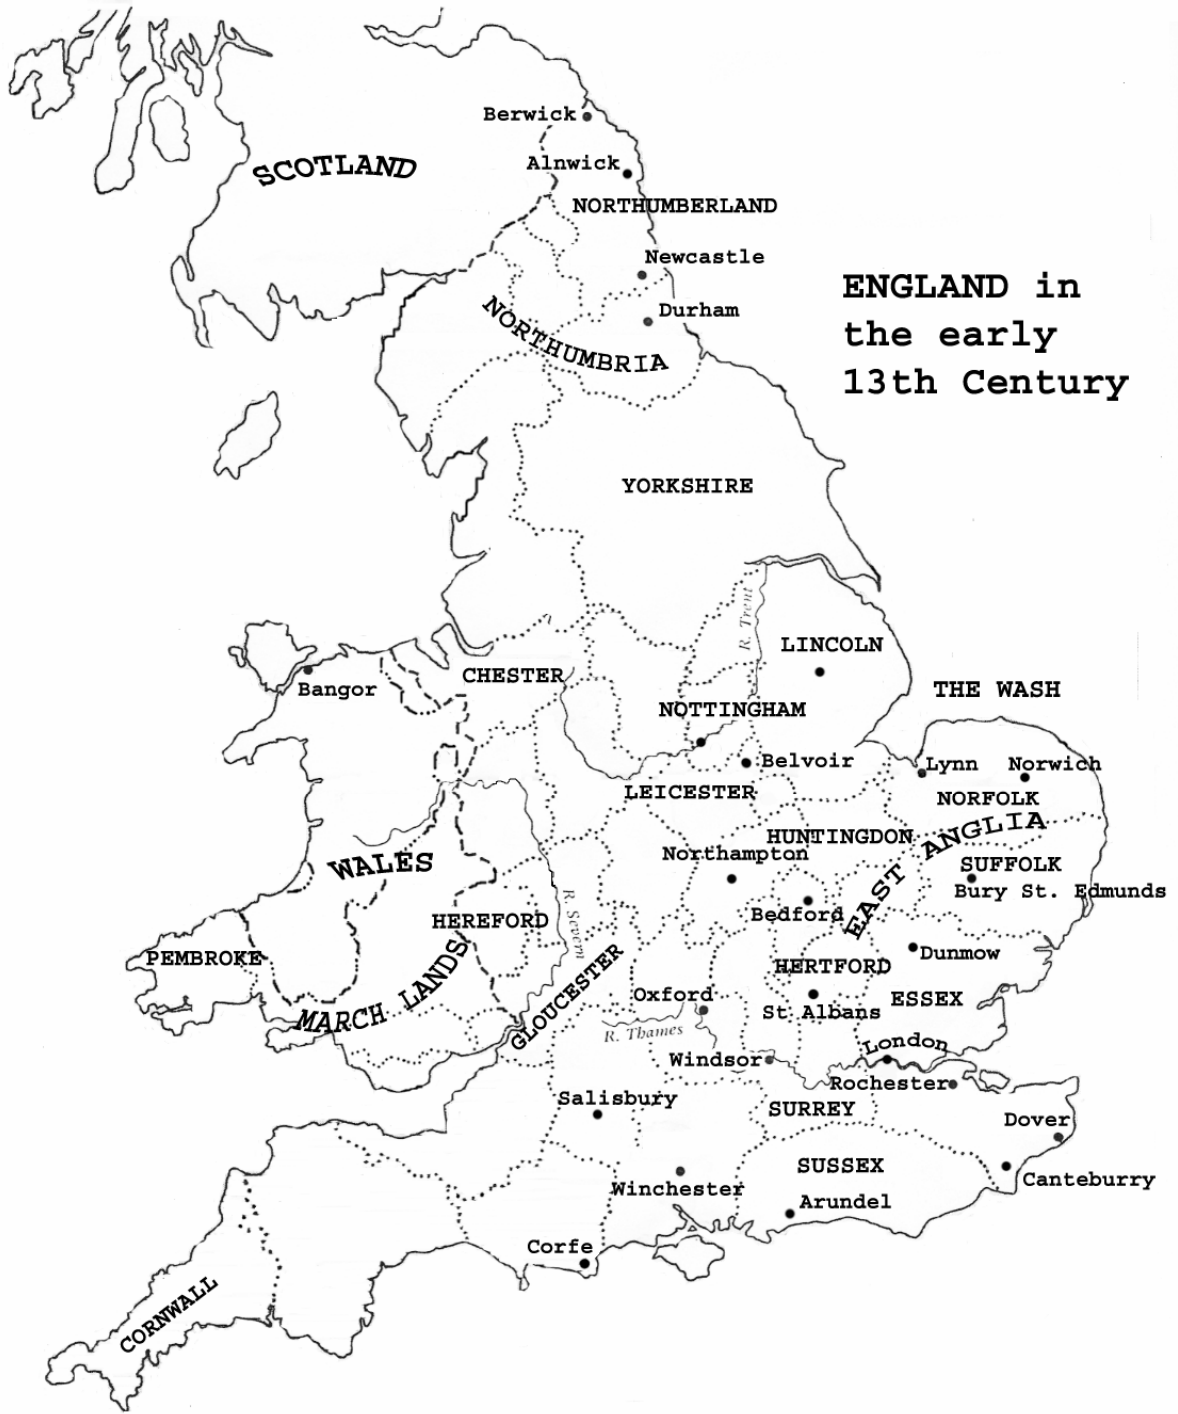 Berwick
SCOTLAND
Alnwick
NORTHUMBERLAND
Newcastle
ENGLAND in
the early
13th Century
Durham
NORTHUMBRIA
YORKSHIRE
R. Trent
LINCOLN
CHESTER
Bangor
THE WASH
NOTTINGHAM
Belvoir
Lynn
Norwich
LEICESTER
NORFOLK
HUNTINGDON
EAST ANGLIA
Northampton
WALES
SUFFOLK
Bury St. Edmunds
HEREFORD
R. Severn
Bedford
PEMBROKE
Dunmow
HERTFORD
MARCH LANDS
GLOUCESTER
Oxford
ESSEX
St Albans
R. Thames
London
Windsor
Rochester
Salisbury
SURREY
Dover
SUSSEX
Canteburry
Winchester
Arundel
Corfe
CORNWALL